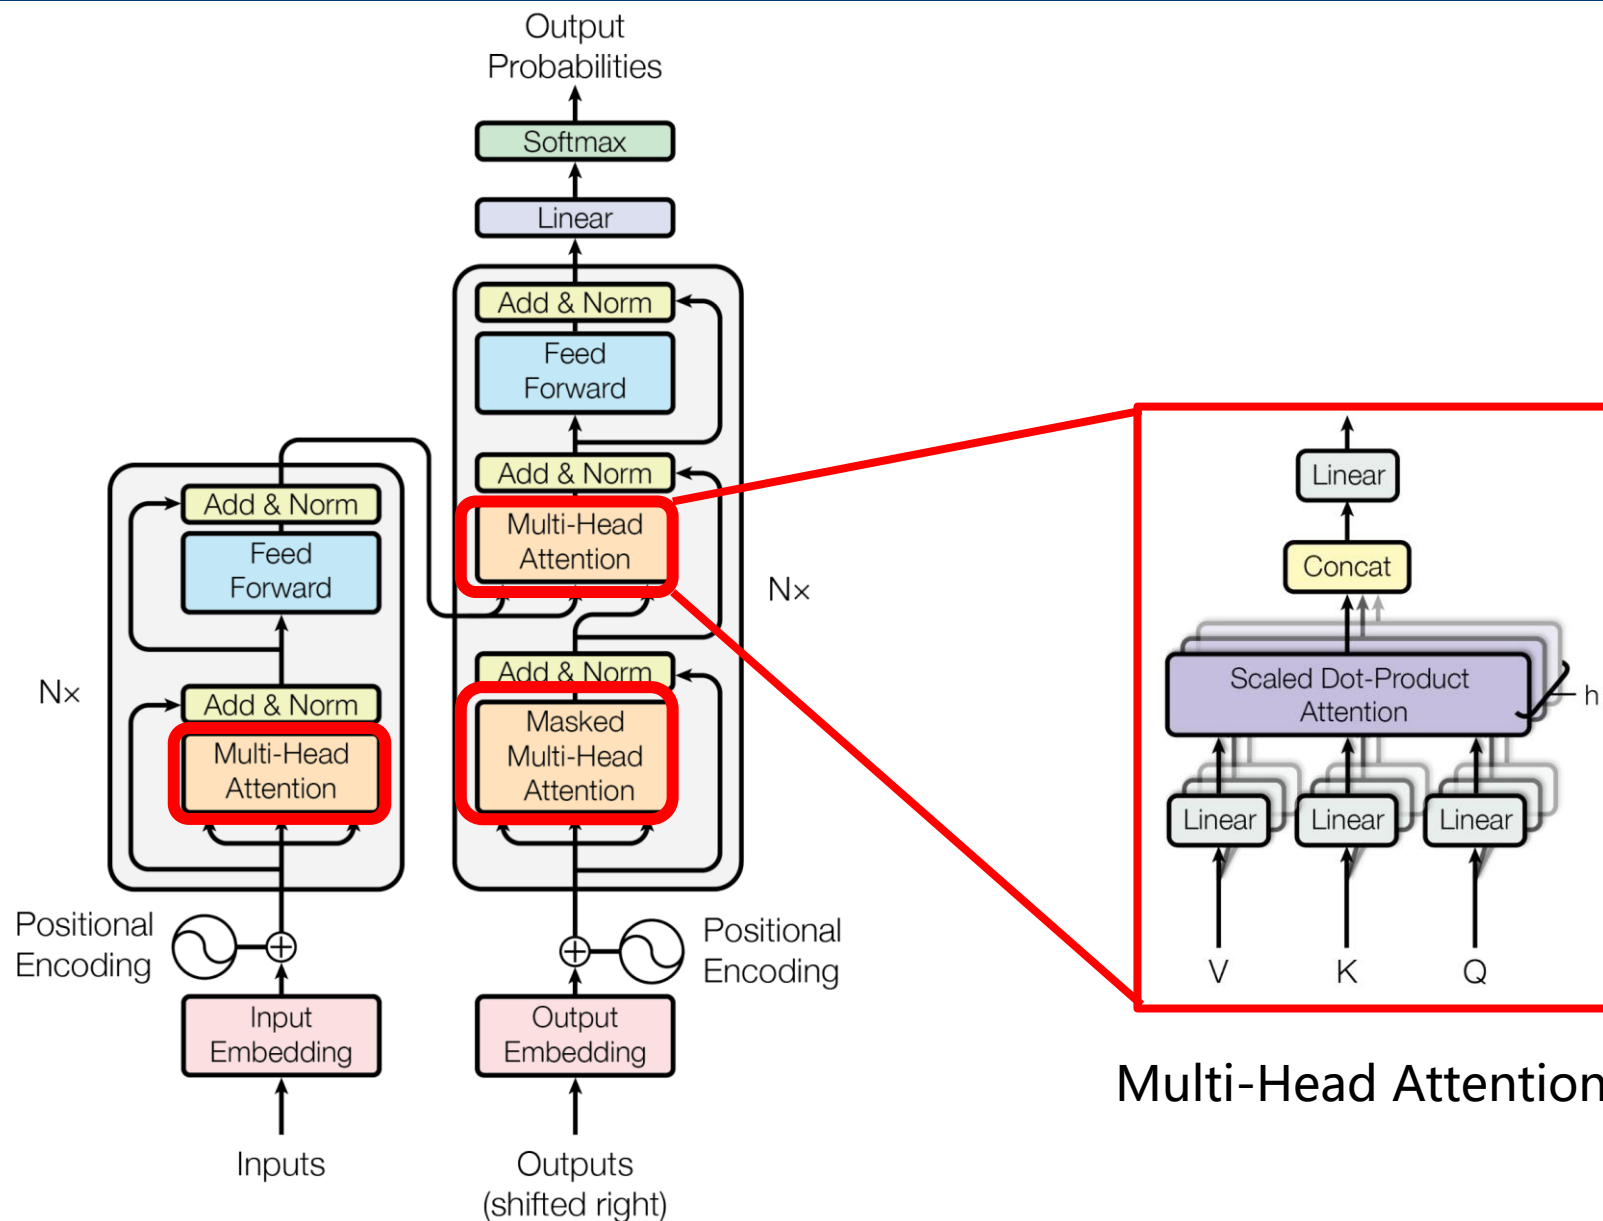 Output
Probabilities
Softmax
Linear
Add & Norm
Feed
Forward
Add & Norm
Multi-Head
Attention
Nx
Add & Norm
Masked
Multi-Head
Attention
Add & Norm
Feed
Forward
Nx
Add & Norm
Multi-Head
Attention
Positional
Encoding
Positional
Encoding
Input
Embedding
Output
Embedding
Inputs
Outputs
(shifted right)
Linear
Concat
Scaled Dot-Product
Attention
h
Linear
Linear
Linear
V
K
Q
Multi-Head Attention